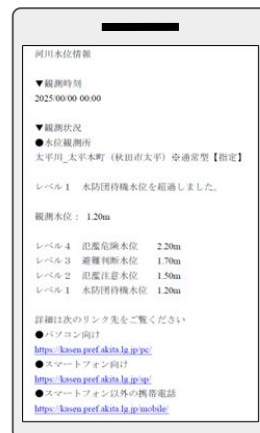 河川水位情報
▼観測時刻
2025/00/00 00:00
▼観測状況
●水位観測所
太平川_太平本町（秋田市太平）※通常型【指定】
レベル１　水防団待機水位を超過しました。
観測水位： 1.20m
レベル４　氾濫危険水位　2.20m
レベル３　避難判断水位　1.70m
レベル２　氾濫注意水位　1.50m
レベル１　水防団待機水位　1.20m
詳細は次のリンク先をご覧ください
●パソコン向け
https://kasen.pref.akita.lg.jp/pc/
●スマートフォン向け
https://kasen.pref.akita.lg.jp/sp/
●スマートフォン以外の携帯電話
https://kasen.pref.akita.lg.jp/mobile/